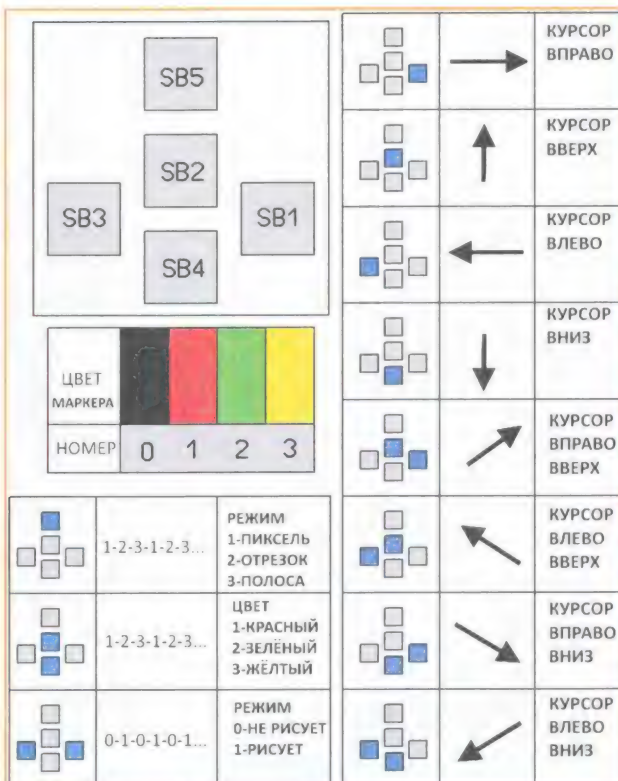 SB5
SB2
SB3
SB1
SB4
ЦВЕТ
МАРКЕРА
НОМЕР
0 1 2 3
1-2-3-1-2-3...
РЕЖИМ
1-ПИКСЕЛЬ
2-ОТРЕЗОК
3-ПОЛОСА
1-2-3-1-2-3...
ЦВЕТ
1-КРАСНЫЙ
2-ЗЕЛЁНЫЙ
3-ЖЁЛТЫЙ
0-1-0-1-0-1...
РЕЖИМ
0-НЕ РИСУЕТ
1-РИСУЕТ
КУРСОР
ВПРАВО
КУРСОР
ВВЕРХ
КУРСОР
ВЛЕВО
КУРСОР
ВНИЗ
КУРСОР
ВПРАВО
ВВЕРХ
КУРСОР
ВЛЕВО
ВВЕРХ
КУРСОР
ВПРАВО
ВНИЗ
КУРСОР
ВЛЕВО
ВНИЗ